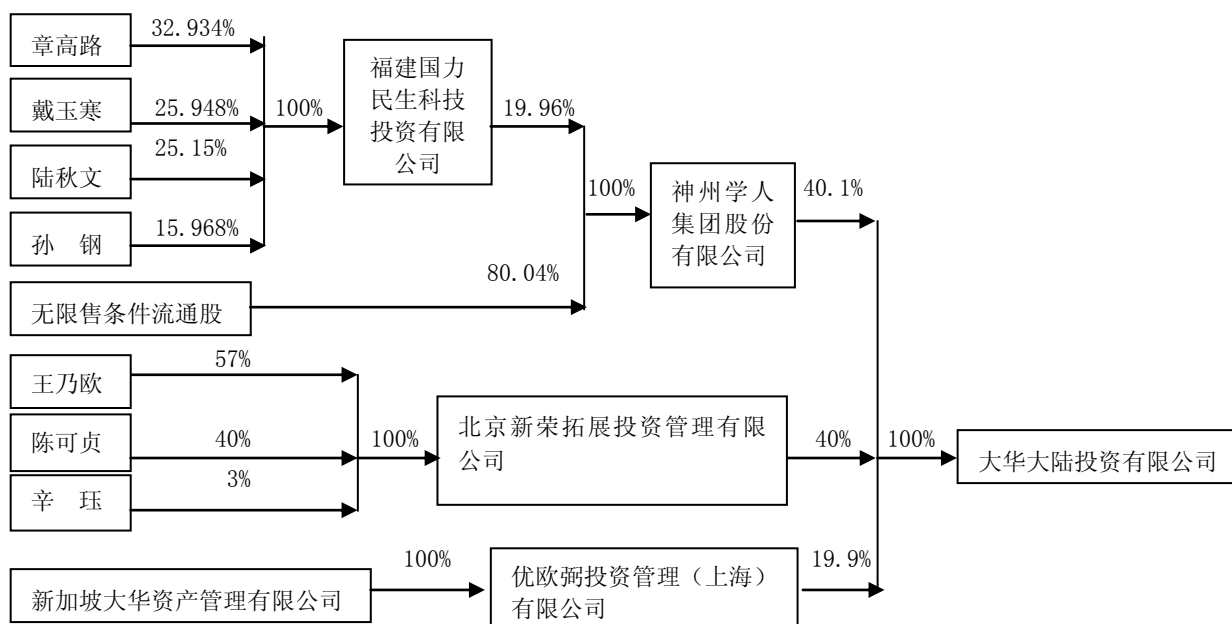 章高路
32.934%
戴玉寒
25.948%
陆秋文
25.15%
孙 钢
15.968%
100%
福建国力
民生科技
投资有限
公司
19.96%
无限售条件流通股
80.04%
100%
神州学人
集团股份
有限公司
40.1%
王乃欧
57%
陈可贞
40%
辛 珏
3%
100%
北京新荣拓展投资管理有限
公司
40%
100%
大华大陆投资有限公司
新加坡大华资产管理有限公司
100%
优欧弼投资管理（上海）
有限公司
19.9%